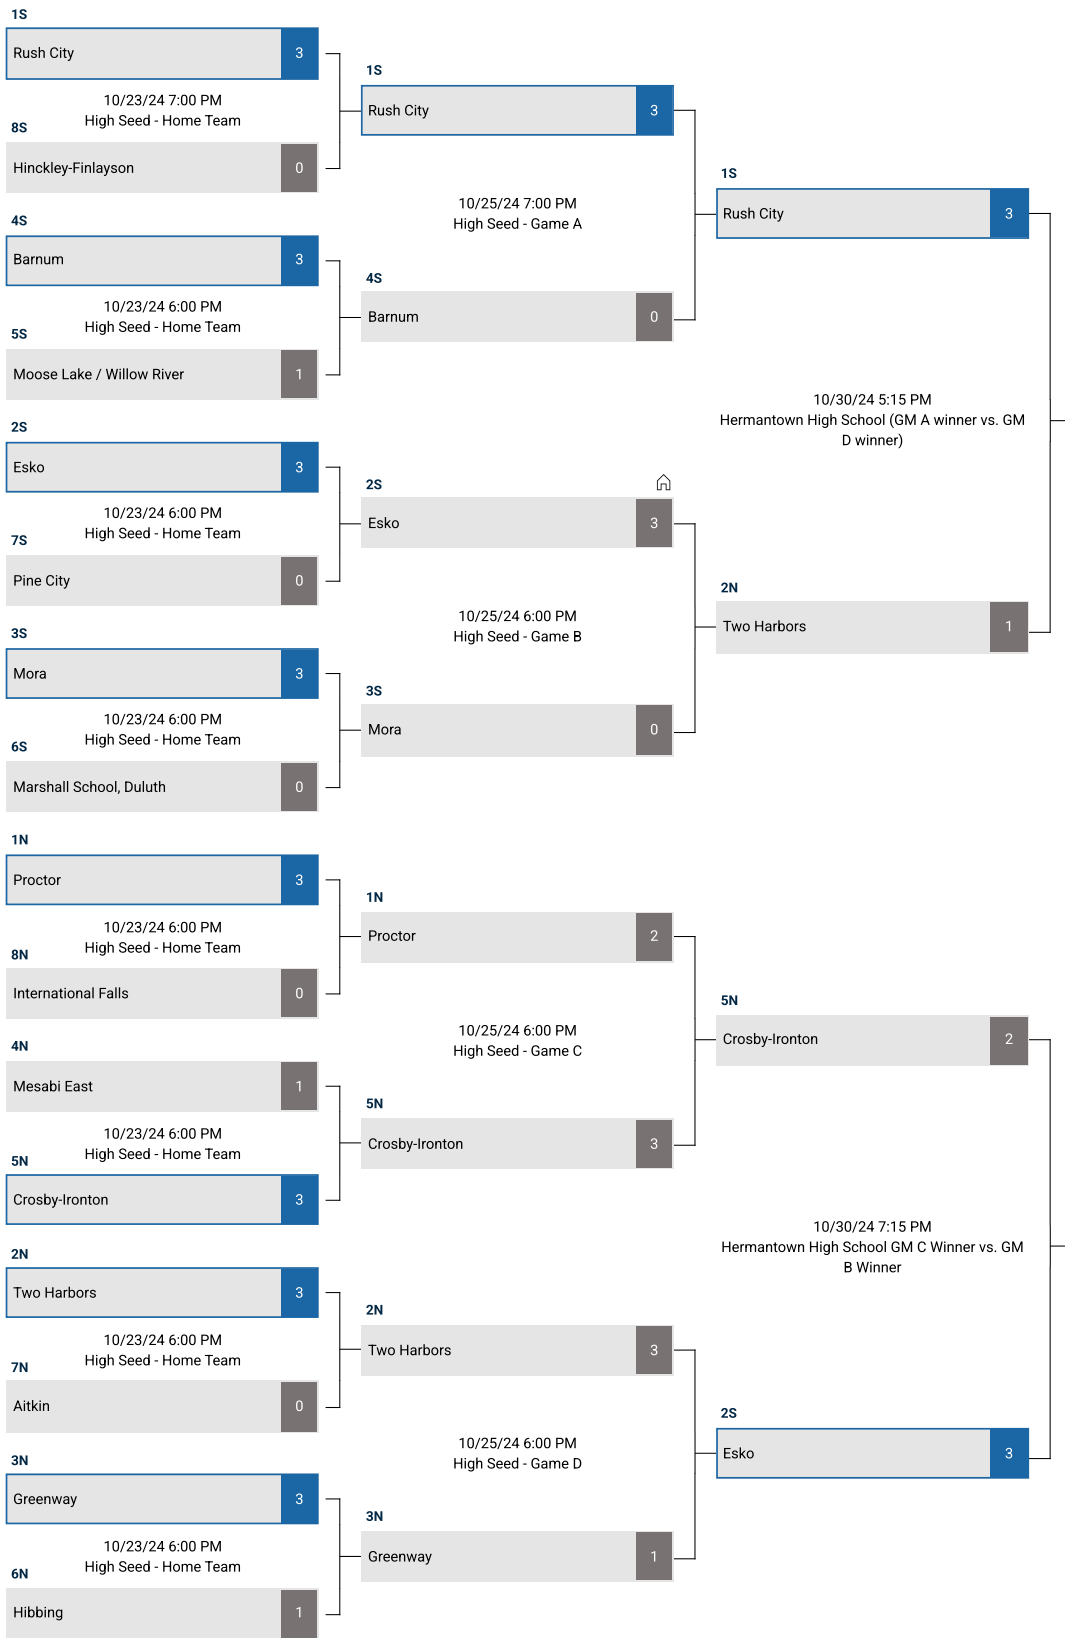 1S
Rush City 3
10/23/24 7:00 PM
High Seed - Home Team
8S
Hinckley-Finlayson 0
4S
Barnum 3
10/23/24 6:00 PM
High Seed - Home Team
5S
Moose Lake / Willow River 1
2S
Esko 3
10/23/24 6:00 PM
High Seed - Home Team
7S
Pine City 0
3S
Mora 3
10/23/24 6:00 PM
High Seed - Home Team
6S
Marshall School, Duluth 0
1N
Proctor 3
10/23/24 6:00 PM
High Seed - Home Team
8N
International Falls 0
4N
Mesabi East 1
10/23/24 6:00 PM
High Seed - Home Team
5N
Crosby-Ironton 3
2N
Two Harbors 3
10/23/24 6:00 PM
High Seed - Home Team
7N
Aitkin 0
3N
Greenway 3
10/23/24 6:00 PM
High Seed - Home Team
6N
Hibbing 1
1S
Rush City 3
10/25/24 7:00 PM
High Seed - Game A
4S
Barnum 0
2S
Esko 3
10/25/24 6:00 PM
High Seed - Game B
3S
Mora 0
1N
Proctor 2
10/25/24 6:00 PM
High Seed - Game C
5N
Crosby-Ironton 3
2N
Two Harbors 3
10/25/24 6:00 PM
High Seed - Game D
3N
Greenway 1
1S
Rush City 3
10/30/24 5:15 PM
Hermantown High School (GM A winner vs. GM
D winner)
2N
Two Harbors 1
5N
Crosby-Ironton 2
10/30/24 7:15 PM
Hermantown High School GM C Winner vs. GM
B Winner
2S
Esko 3